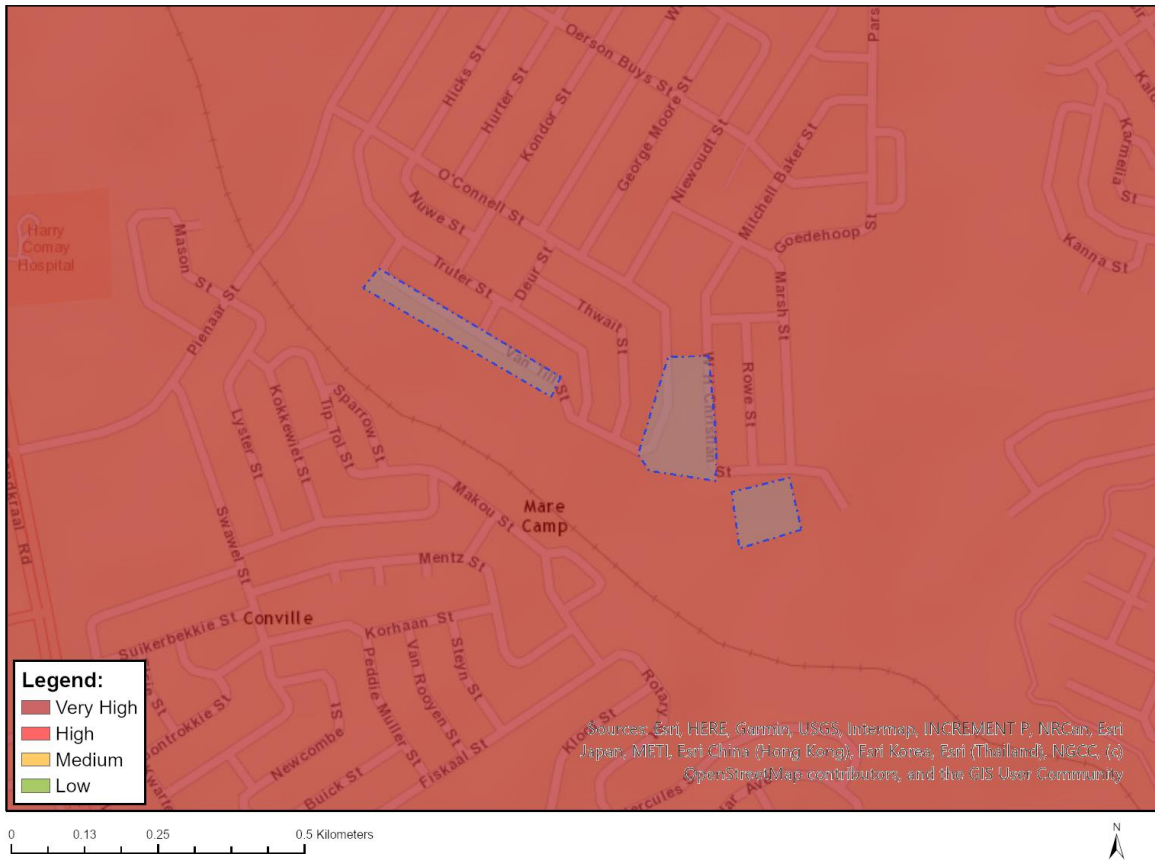 Oerson Buys St
Pars
Hicks St
Hurter St
Kondor St
George Moore St
Niewoudt St
Mitchell Baker St
Karmelia
St
Kanna St
Goedehoop St
O'Connell St
Nuwe St
Truter St
Deur St
Thwait St
Marsh St
Rowe St
Harry
Comay
Hospital
Mason St
Pienaar St
Van Till St
Sparrow St
Tip Tol St
Kokkewiet St
Lyster St
Makou St
Mare
Camp
Swawel St
Mentz St
Conville
Suikerbekkie St
Korhaan St
Steyn St
Van Rooyen St
Peddie Muller St
Newcombe St
Buick St
Fiskaal St
Rotary
Legend:
Very High
High
Medium
Low
Sources: Esri, HERE, Garmin, USGS, Intermap, INCREMENT P, NRCan, Esri
Japan, METI, Esri China (Hong Kong), Esri Korea, Esri (Thailand), NGCC, (c)
OpenStreetMap contributors, and the GIS User Community
0 0.13 0.25 0.5 Kilometers
N